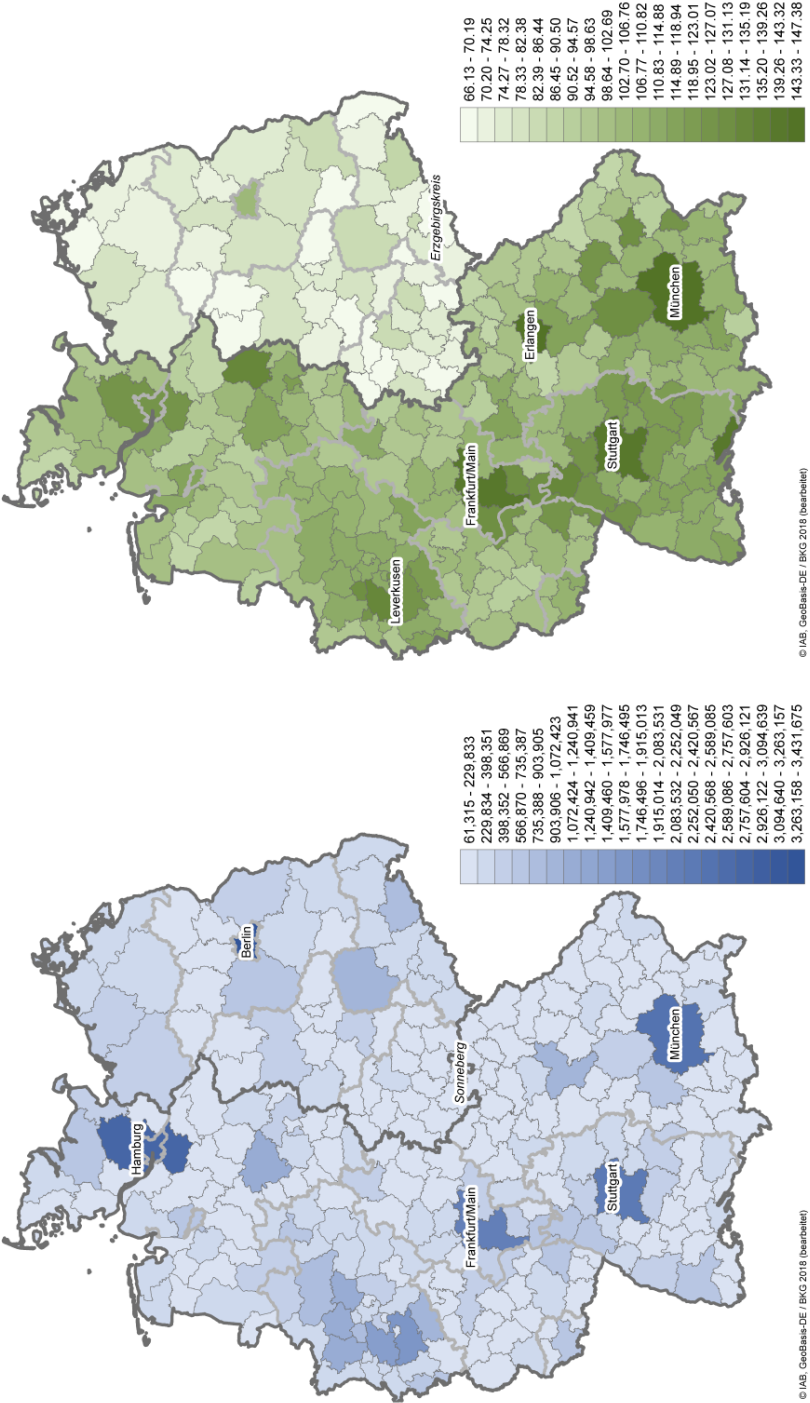 Hamburg
Berlin
Sonneberg
Frankfurt/Main
Stuttgart
München
61,315 - 229,833
229,834 - 398,351
398,352 - 566,869
566,870 - 735,387
735,388 - 903,905
903,906 - 1,072,423
1,072,424 - 1,240,941
1,240,942 - 1,409,459
1,409,460 - 1,577,977
1,577,978 - 1,746,495
1,746,496 - 1,915,013
1,915,014 - 2,083,531
2,083,532 - 2,252,049
2,252,050 - 2,420,567
2,420,568 - 2,589,085
2,589,086 - 2,757,603
2,757,604 - 2,926,121
2,926,122 - 3,094,639
3,094,640 - 3,263,157
3,263,158 - 3,431,675
© IAB, GeoBasis-DE / BKG 2018 (bearbeitet)
Leverkusen
Erzgebirgskreis
Frankfurt/Main
Erlangen
Stuttgart
München
66.13 - 70.19
70.20 - 74.25
74.27 - 78.32
78.33 - 82.38
82.39 - 86.44
86.45 - 90.50
90.52 - 94.57
94.58 - 98.63
98.64 - 102.69
102.70 - 106.76
106.77 - 110.82
110.83 - 114.88
114.89 - 118.94
118.95 - 123.01
123.02 - 127.07
127.08 - 131.13
131.14 - 135.19
135.20 - 139.26
139.26 - 143.32
143.33 - 147.38
© IAB, GeoBasis-DE / BKG 2018 (bearbeitet)